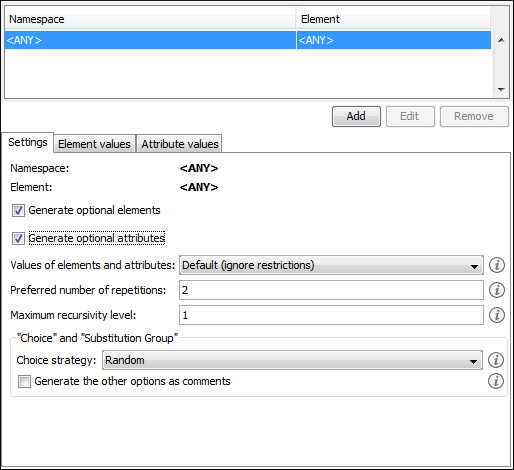 Namespace Element
<ANY> <ANY>
Add Edit Remove
Settings Element values Attribute values
Namespace: <ANY>
Element: <ANY>
Generate optional elements
Generate optional attributes
Values of elements and attributes: Default (ignore restrictions)
Preferred number of repetitions: 2
Maximum recursivity level: 1
"Choice" and "Substitution Group"
Choice strategy: Random
Generate the other options as comments